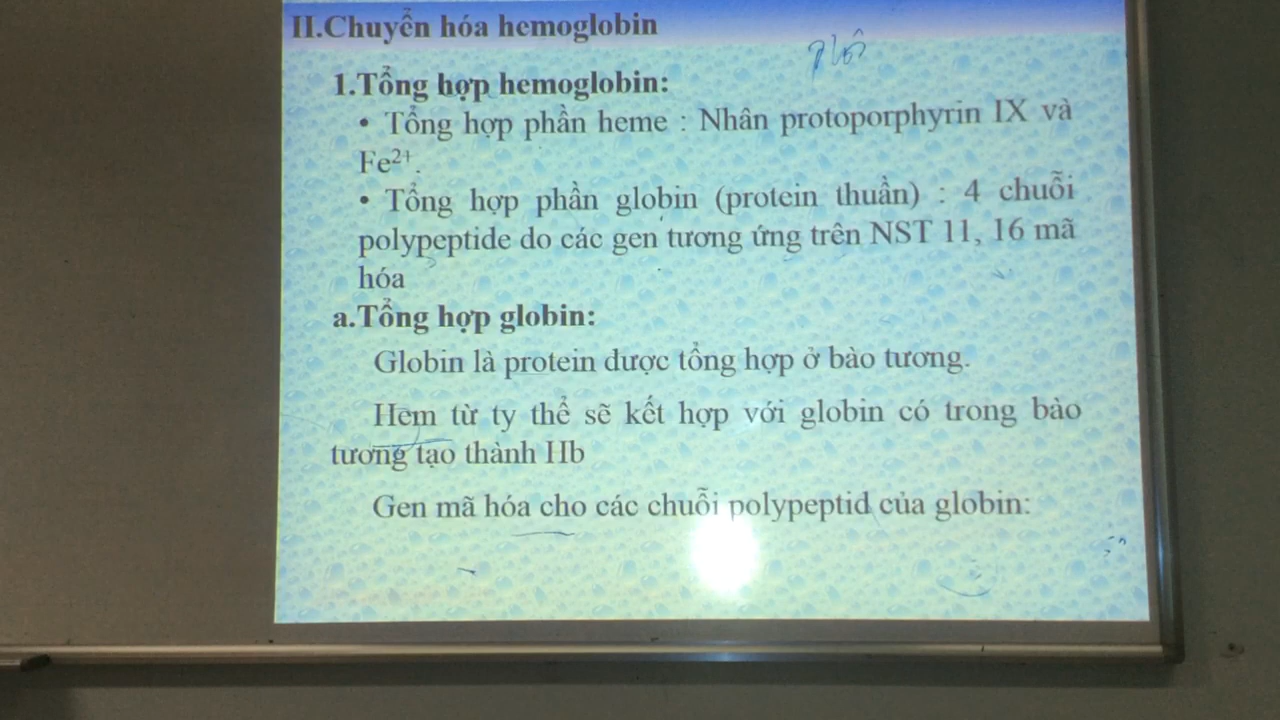 II.Chuyển hóa hemoglobin
1.Tổng hợp hemoglobin:
• Tổng hợp phần heme : Nhân protoporphyrin IX và
Fe²⁺.
• Tổng hợp phần globin (protein thuần) : 4 chuỗi
polypeptide do các gen tương ứng trên NST 11, 16 mã
hóa
a.Tổng hợp globin:
Globin là protein được tổng hợp ở bào tương.
Hem từ ty thể sẽ kết hợp với globin có trong bào
tương tạo thành Hb
Gen mã hóa cho các chuỗi polypeptid của globin: